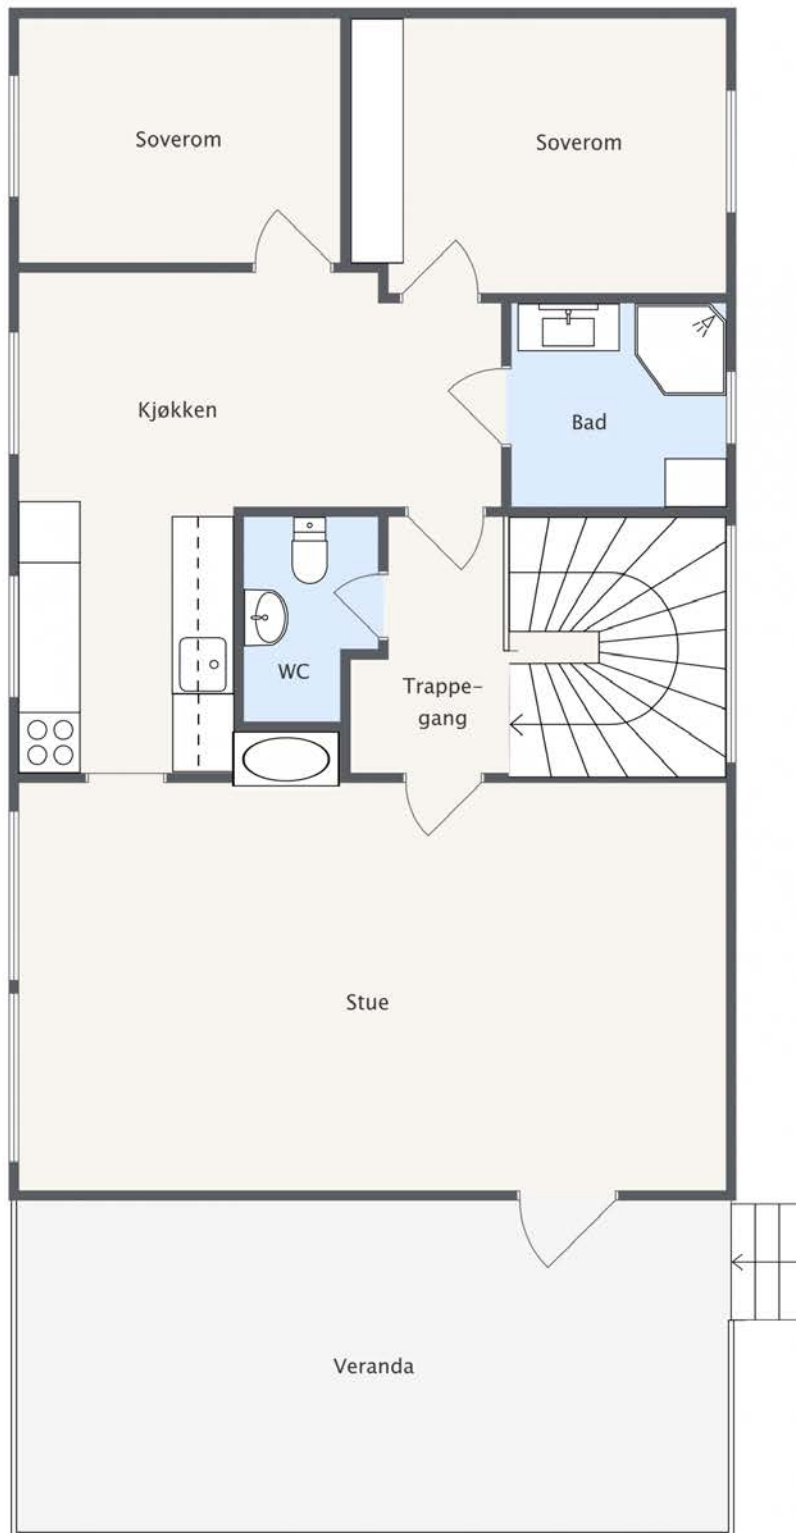 Soverom
Soverom
Kjøkken
Bad
WC
Trappe-
gang
Stue
Veranda